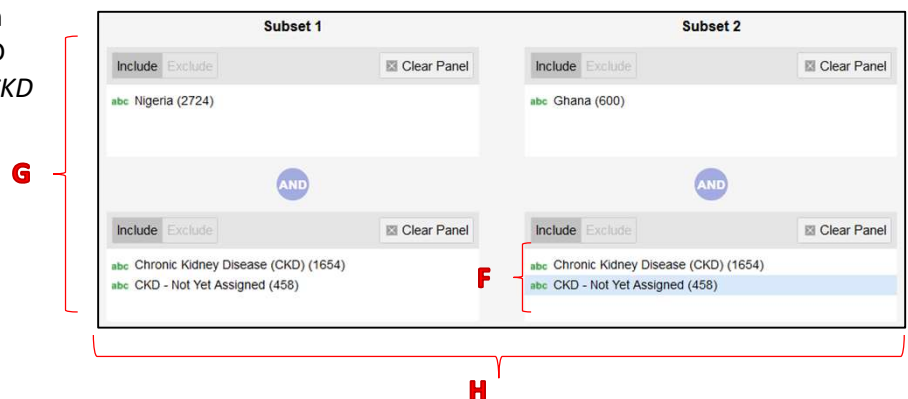 Subset 1 Subset 2
Include Exclude Clear Panel Include Exclude Clear Panel
abc Nigeria (2724) abc Ghana (600)
CKD
G
AND AND
Include Exclude Clear Panel Include Exclude Clear Panel
abc Chronic Kidney Disease (CKD) (1654) F abc Chronic Kidney Disease (CKD) (1654)
abc CKD - Not Yet Assigned (458) abc CKD - Not Yet Assigned (458)
H